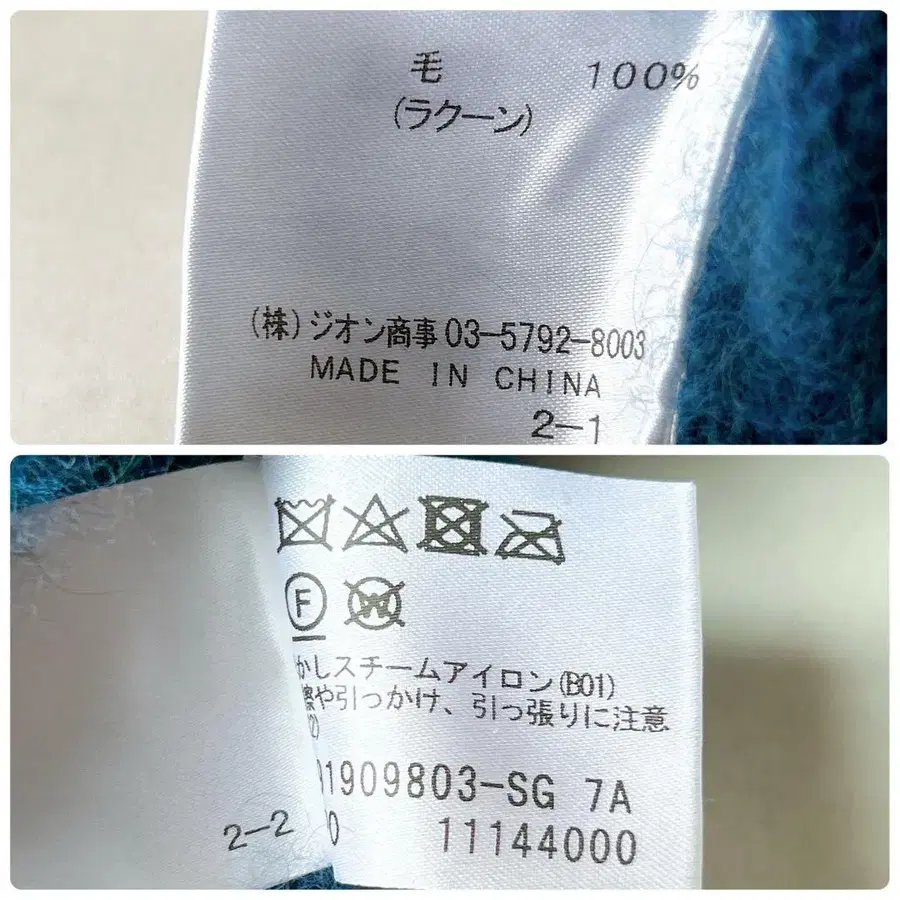 毛 100%
(ラクーン)
(株)ジオン商事 03-5792-8003
MADE IN CHINA
2-1
F
W
かしスチームアイロン(B01)
擦や引っかけ、引っ張りに注意
1909803-SG 7A
2-2
0 11144000